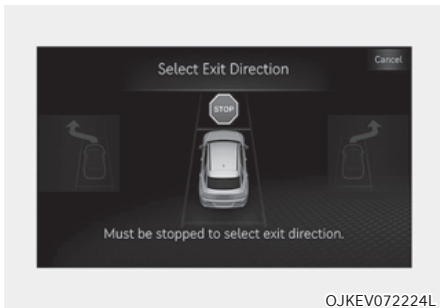 Select Exit Direction
Cancel
STOP
Must be stopped to select exit direction.
OJKEV072224L